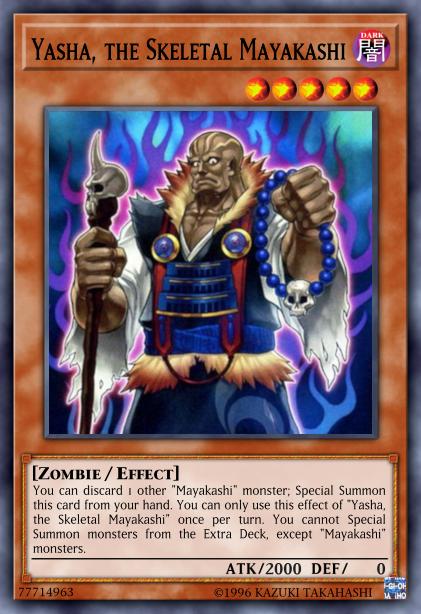 Yasha, the Skeletal Mayakashi
DARK
闇
[Zombie / Effect]
You can discard 1 other "Mayakashi" monster; Special Summon
this card from your hand. You can only use this effect of "Yasha,
the Skeletal Mayakashi" once per turn. You cannot Special
Summon monsters from the Extra Deck, except "Mayakashi"
monsters.
ATK/2000 DEF/ 0
77714963
©1996 KAZUKI TAKAHASHI